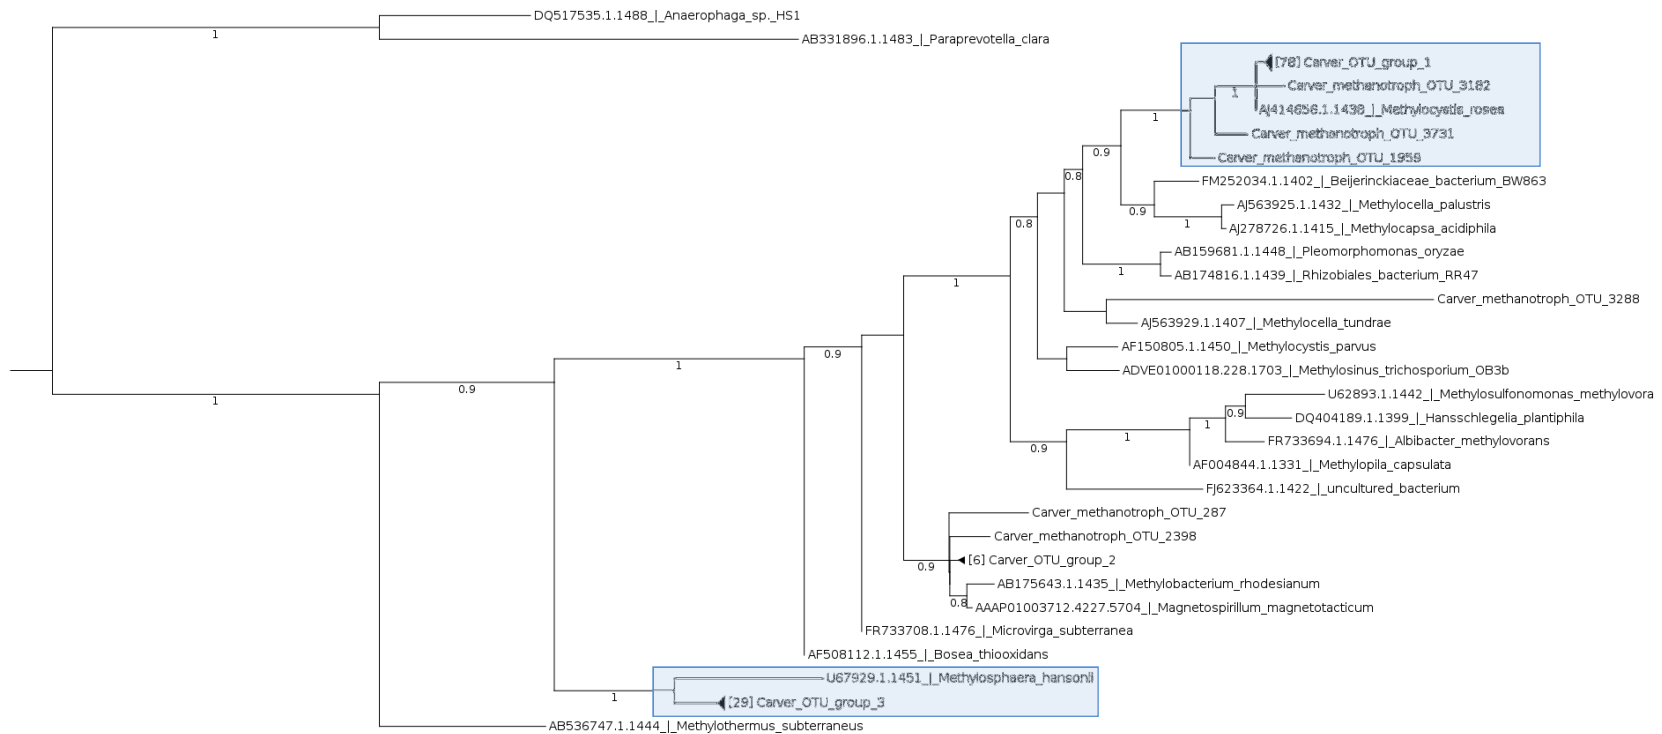 DQ517535.1.1488_|_Anaerophaga_sp._HS1
1
AB331896.1.1483_|_Paraprevotella_clara
[78] Carver_OTU_group_1
Carver_methanotroph_OTU_3182
1
AJ414656.1.1438_|_Methylocystis_rosea
1
Carver_methanotroph_OTU_3731
0.9
Carver_methanotroph_OTU_1958
0.8
FM252034.1.1402_|_Beijerinckiaceae_bacterium_BW863
AJ563925.1.1432_|_Methylocella_palustris
0.9
1
0.8
AJ278726.1.1415_|_Methylocapsa_acidiphila
AB159681.1.1448_|_Pleomorphomonas_oryzae
1
AB174816.1.1439_|_Rhizobiales_bacterium_RR47
1
Carver_methanotroph_OTU_3288
AJ563929.1.1407_|_Methylocella_tundrae
AF150805.1.1450_|_Methylocystis_parvus
0.9
1
ADVE01000118.228.1703_|_Methylosinus_trichosporium_OB3b
0.9
1
U62893.1.1442_|_Methylosulfonomonas_methylovora
0.9
DQ404189.1.1399_|_Hansschlegelia_plantiphila
1
1
FR733694.1.1476_|_Albibacter_methylovorans
0.9
AF004844.1.1331_|_Methylopila_capsulata
FJ623364.1.1422_|_uncultured_bacterium
Carver_methanotroph_OTU_287
Carver_methanotroph_OTU_2398
0.9
[6] Carver_OTU_group_2
AB175643.1.1435_|_Methylobacterium_rhodesianum
0.8
AAAP01003712.4227.5704_|_Magnetospirillum_magnetotacticum
FR733708.1.1476_|_Microvirga_subterranea
AF508112.1.1455_|_Bosea_thiooxidans
U67929.1.1451_|_Methylosphaera_hansonii
1
[29] Carver_OTU_group_3
AB536747.1.1444_|_Methylothermus_subterraneus